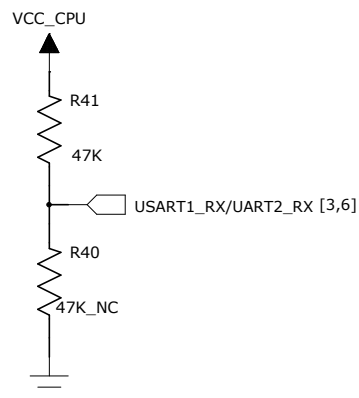 VCC_CPU
R41
47K
USART1_RX/UART2_RX [3,6]
R40
47K_NC